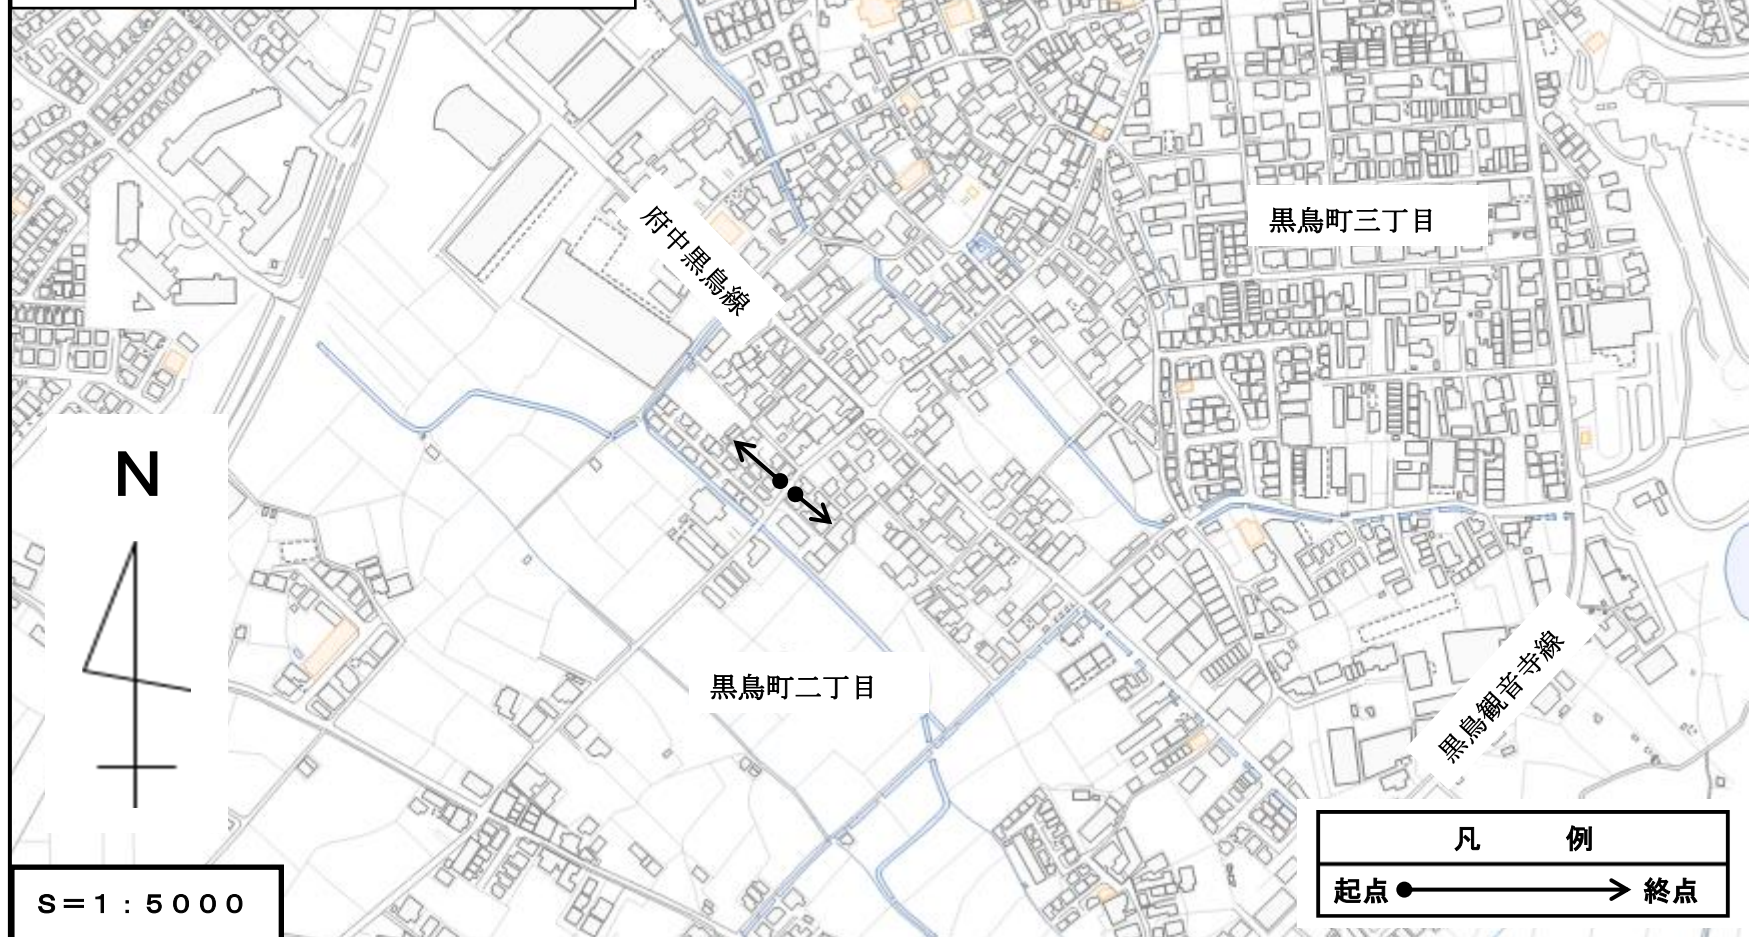 黒鳥町三丁目
府中黒鳥線
N
黒鳥町二丁目
黒鳥観音寺線
凡 例
起点 終点
S=1:5000